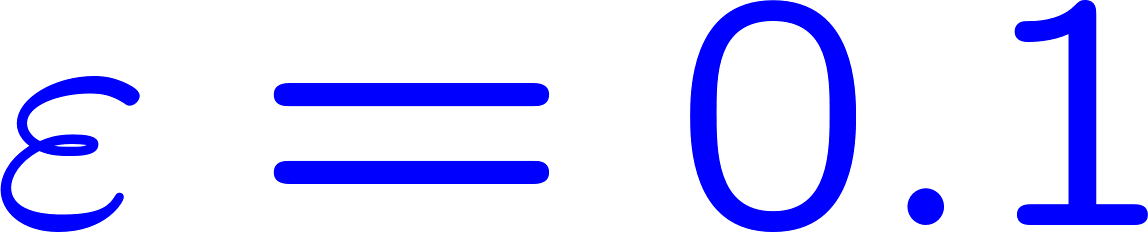 ε = 0.1